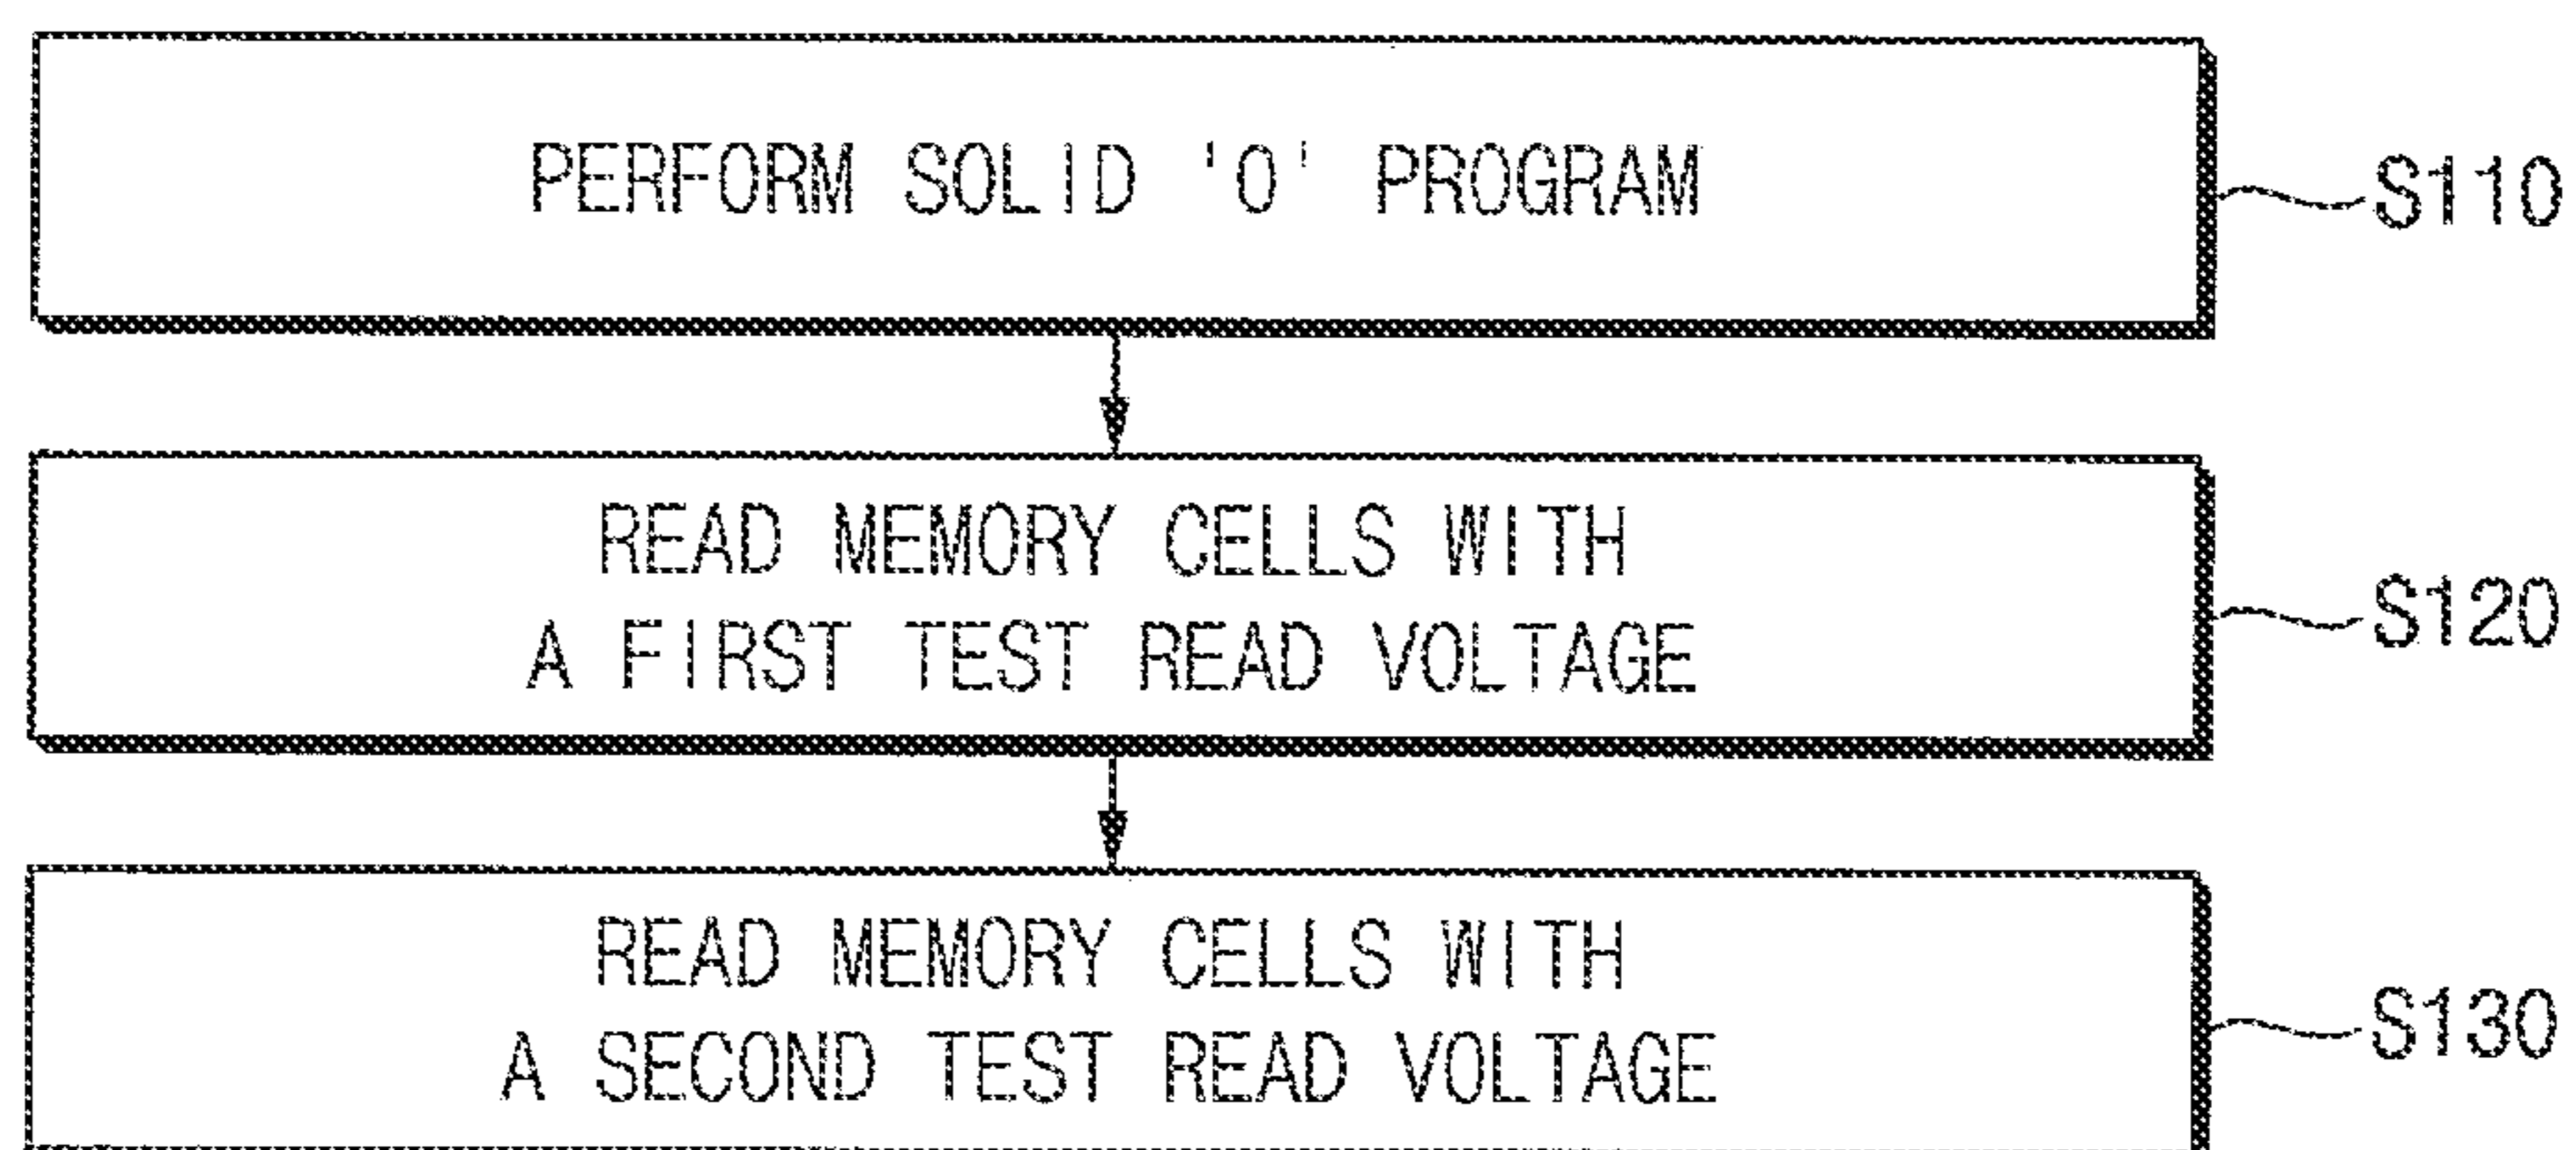 PERFORM SOLID '0' PROGRAM
S110
READ MEMORY CELLS WITH
A FIRST TEST READ VOLTAGE
S120
READ MEMORY CELLS WITH
A SECOND TEST READ VOLTAGE
S130